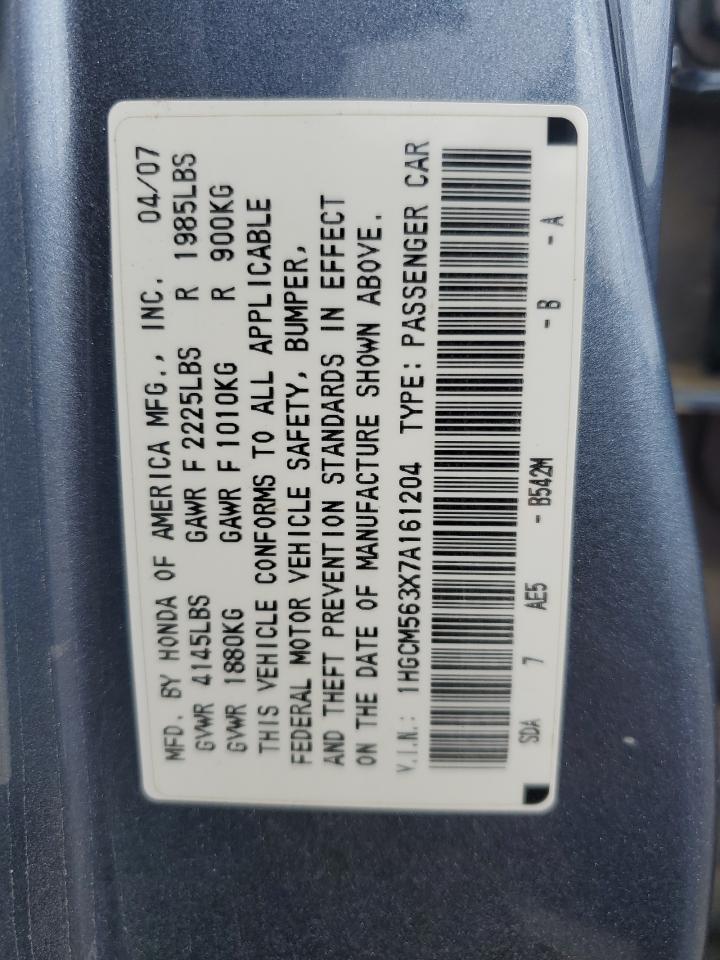 MFD. BY HONDA OF AMERICA MFG., INC. 04/07
GVWR 4145LBS GAWR F 2225LBS R 1985LBS
GVWR 1880KG GAWR F 1010KG R 900KG
THIS VEHICLE CONFORMS TO ALL APPLICABLE
FEDERAL MOTOR VEHICLE SAFETY, BUMPER,
AND THEFT PREVENTION STANDARDS IN EFFECT
ON THE DATE OF MANUFACTURE SHOWN ABOVE.
V.I.N.: 1HGCM563X7A161204 TYPE: PASSENGER CAR
SDA 7 AE5 - B542M - B - A